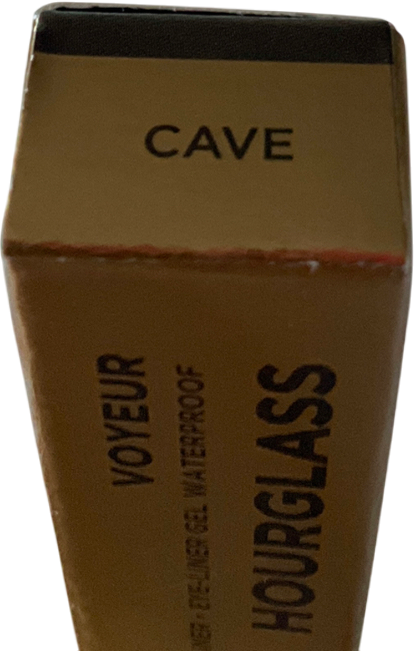 CAVE
VOYEUR
EYE-LINER GEL WATERPROOF
HOURGLASS